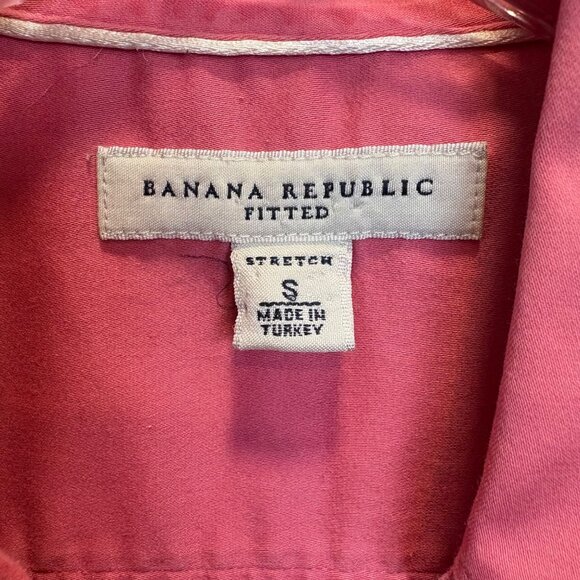 BANANA REPUBLIC
FITTED
STRETCH
S
MADE IN
TURKEY